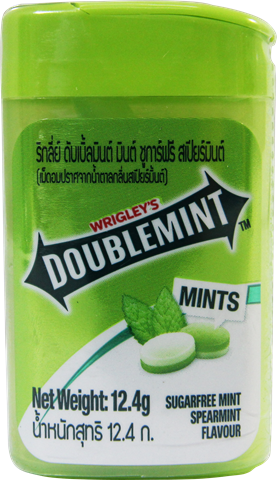 ริกลี่ย์ ดับเบิ้ลมินต์ มินต์ ชูการ์ฟรี สเปียร์มินต์
(เม็ดอมปราศจากน้ำตาลกลิ่นสเปียร์มิ้นต์)
WRIGLEY'S
DOUBLEMINT™
MINTS
Net Weight: 12.4g
น้ำหนักสุทธิ 12.4 ก.
SUGARFREE MINT
SPEARMINT
FLAVOUR